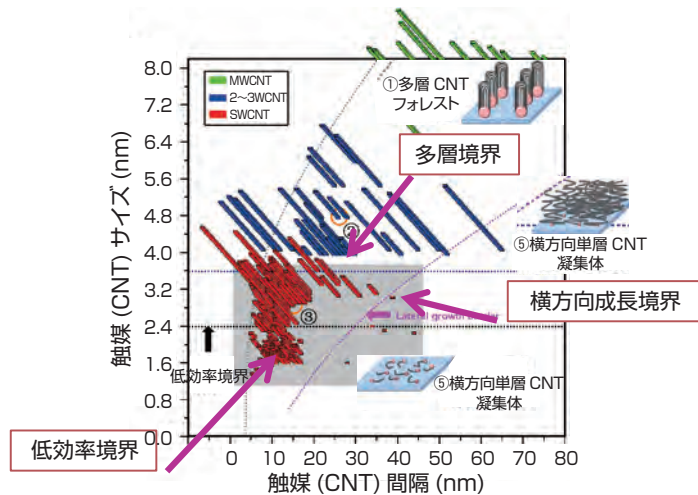 MWCNT
2～3WCNT
SWCNT
①多層 CNT
フォレスト
多層境界
②
⑤横方向単層 CNT
凝集体
横方向成長境界
③
Lateral growth
低効率境界
⑤横方向単層 CNT
凝集体
低効率境界
触媒 (CNT) サイズ (nm)
8.0
7.2
6.4
5.6
4.8
4.0
3.2
2.4
1.6
0.8
0.0
0 10 20 30 40 50 60 70 80
触媒 (CNT) 間隔 (nm)